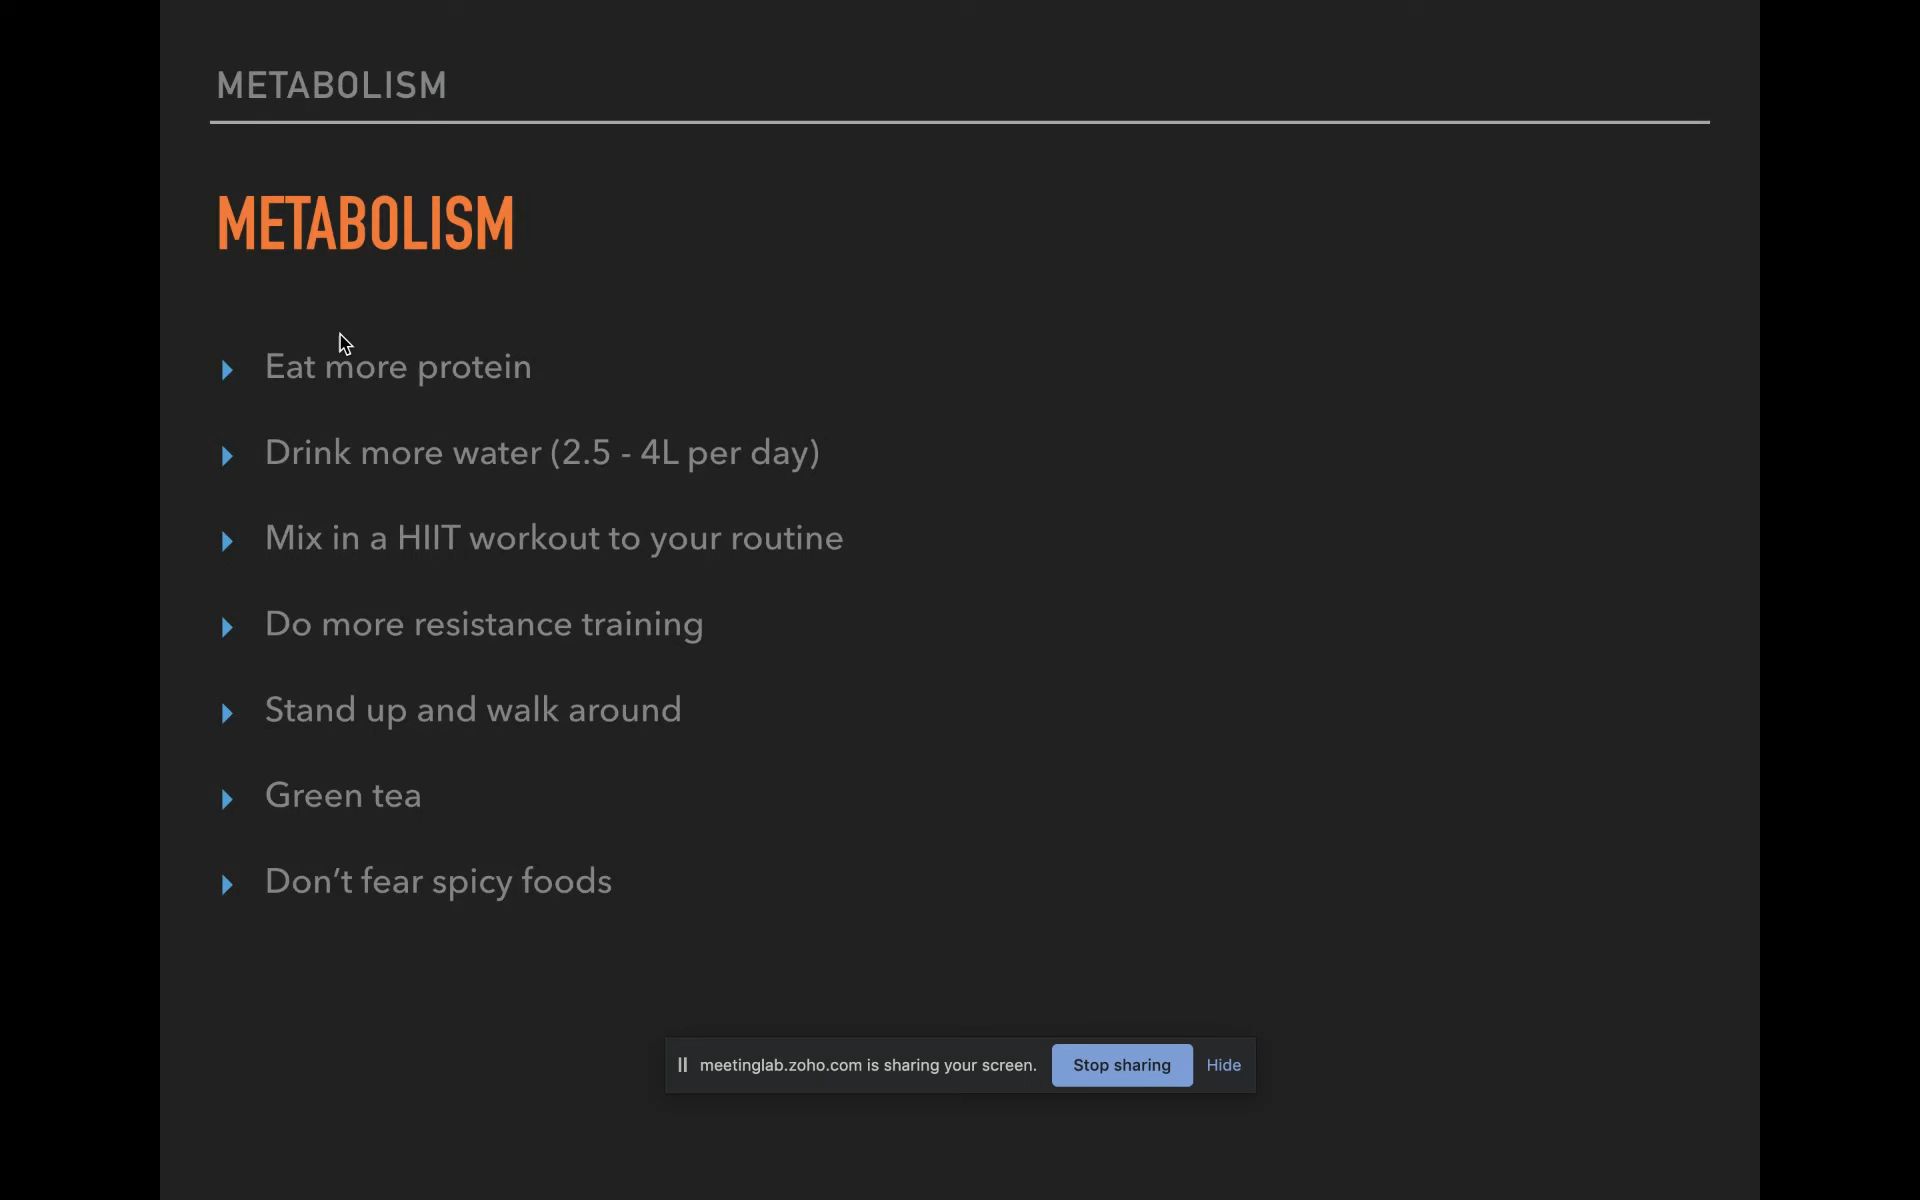 METABOLISM
METABOLISM
Eat more protein
Drink more water (2.5 - 4L per day)
Mix in a HIIT workout to your routine
Do more resistance training
Stand up and walk around
Green tea
Don’t fear spicy foods
meetinglab.zoho.com is sharing your screen. Stop sharing Hide